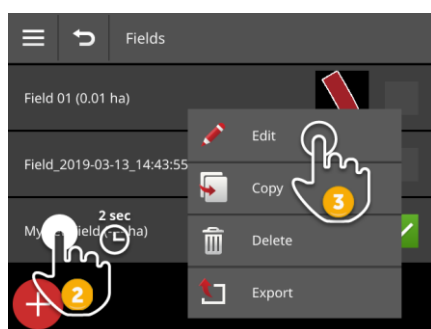 Fields
Field 01 (0.01 ha)
Edit
Field_2019-03-13_14:43:55
Copy
3
2 sec
ha)
Delete
2
Export